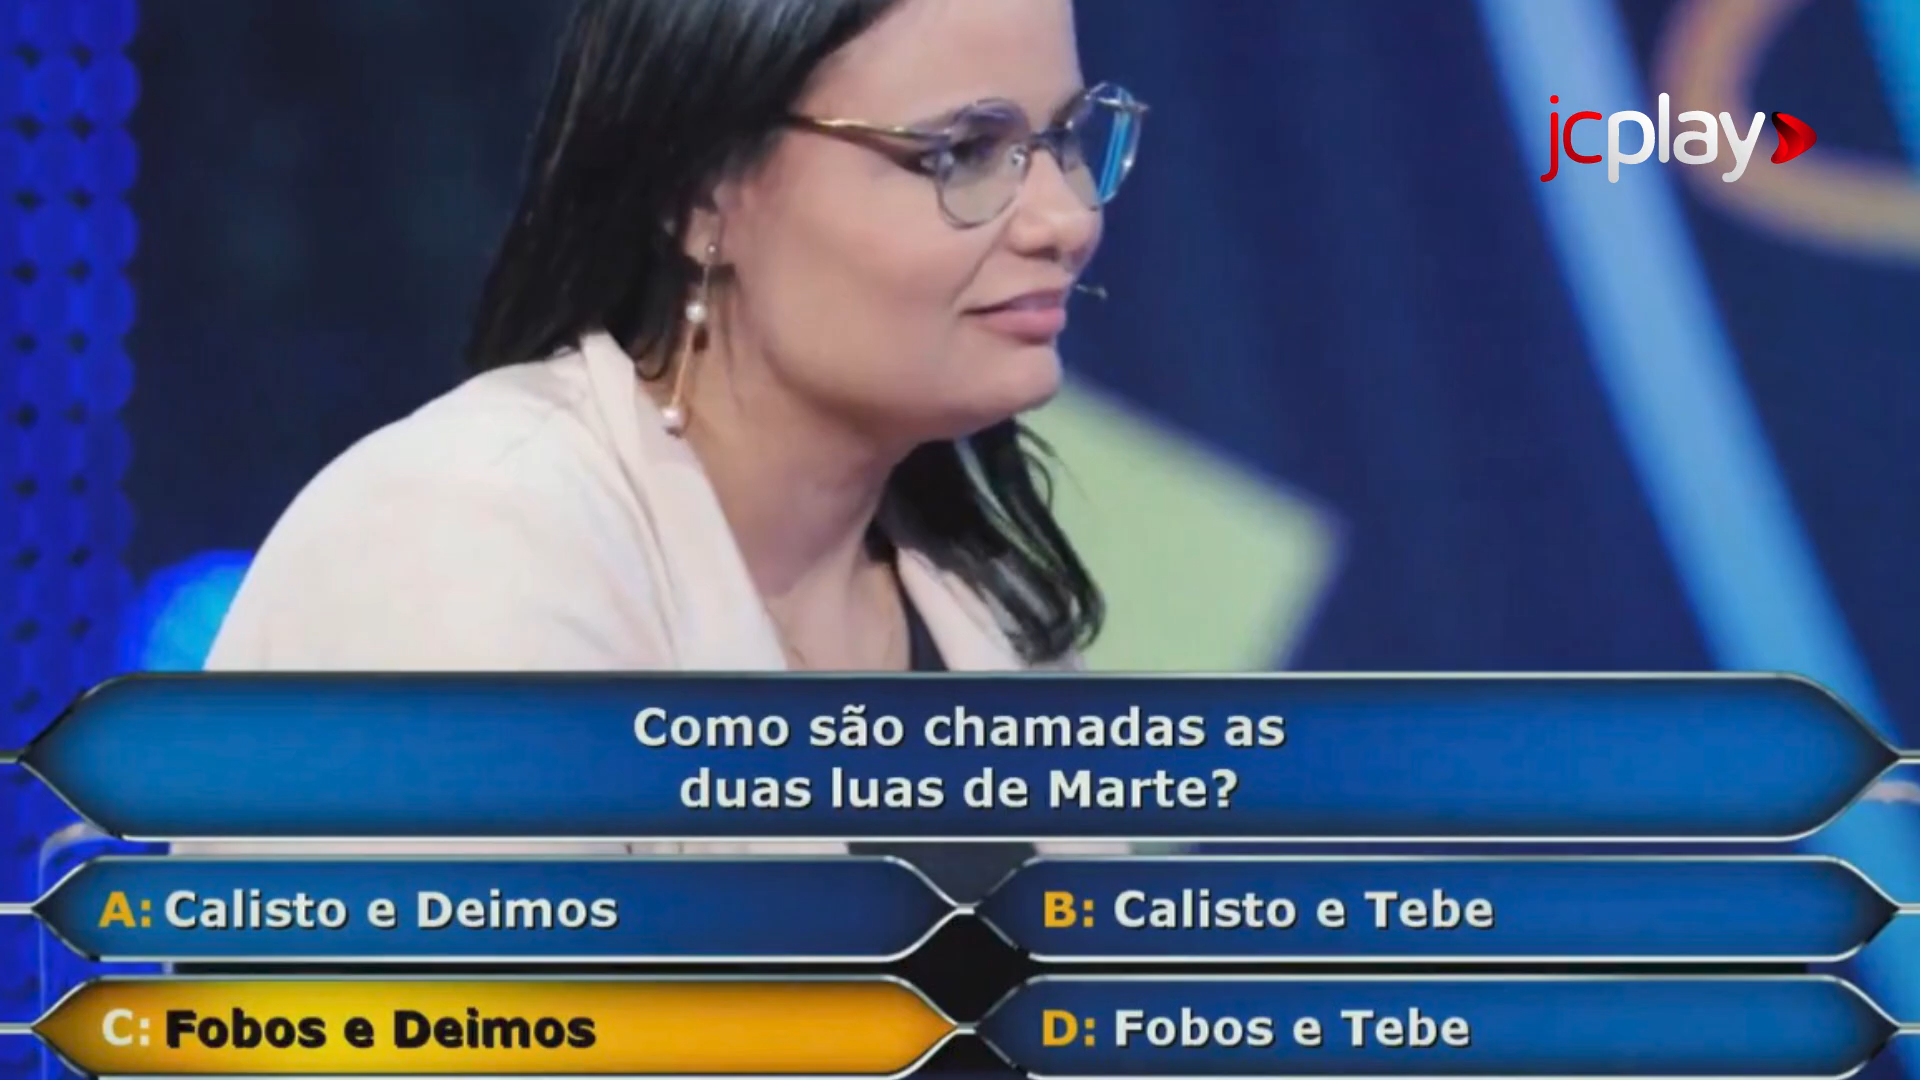 jcplay
Como são chamadas as
duas luas de Marte?
A: Calisto e Deimos
B: Calisto e Tebe
C: Fobos e Deimos
D: Fobos e Tebe